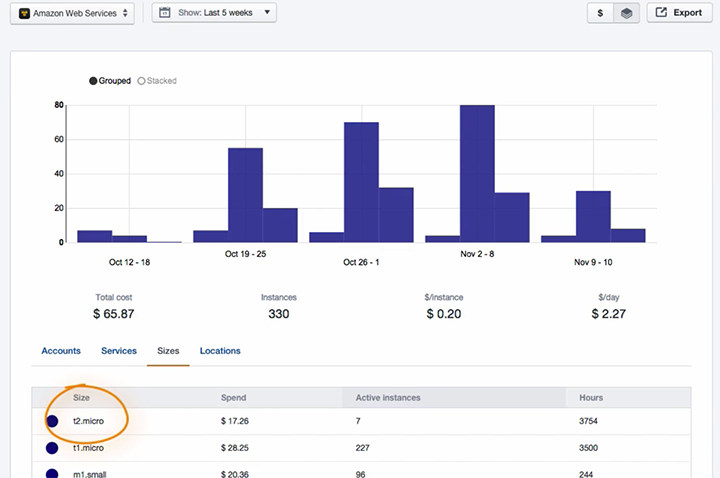 Amazon Web Services Show: Last 5 weeks $ Export
Grouped Stacked
80
60
40
20
0
Oct 12 - 18 Oct 19 - 25 Oct 26 - 1 Nov 2 - 8 Nov 9 - 10
Total cost Instances $/instance $/day
$ 65.87 330 $ 0.20 $ 2.27
Accounts Services Sizes Locations
Size Spend Active instances Hours
t2.micro $ 17.26 7 3754
t1.micro $ 28.25 227 3500
m1.small $ 20.36 96 244